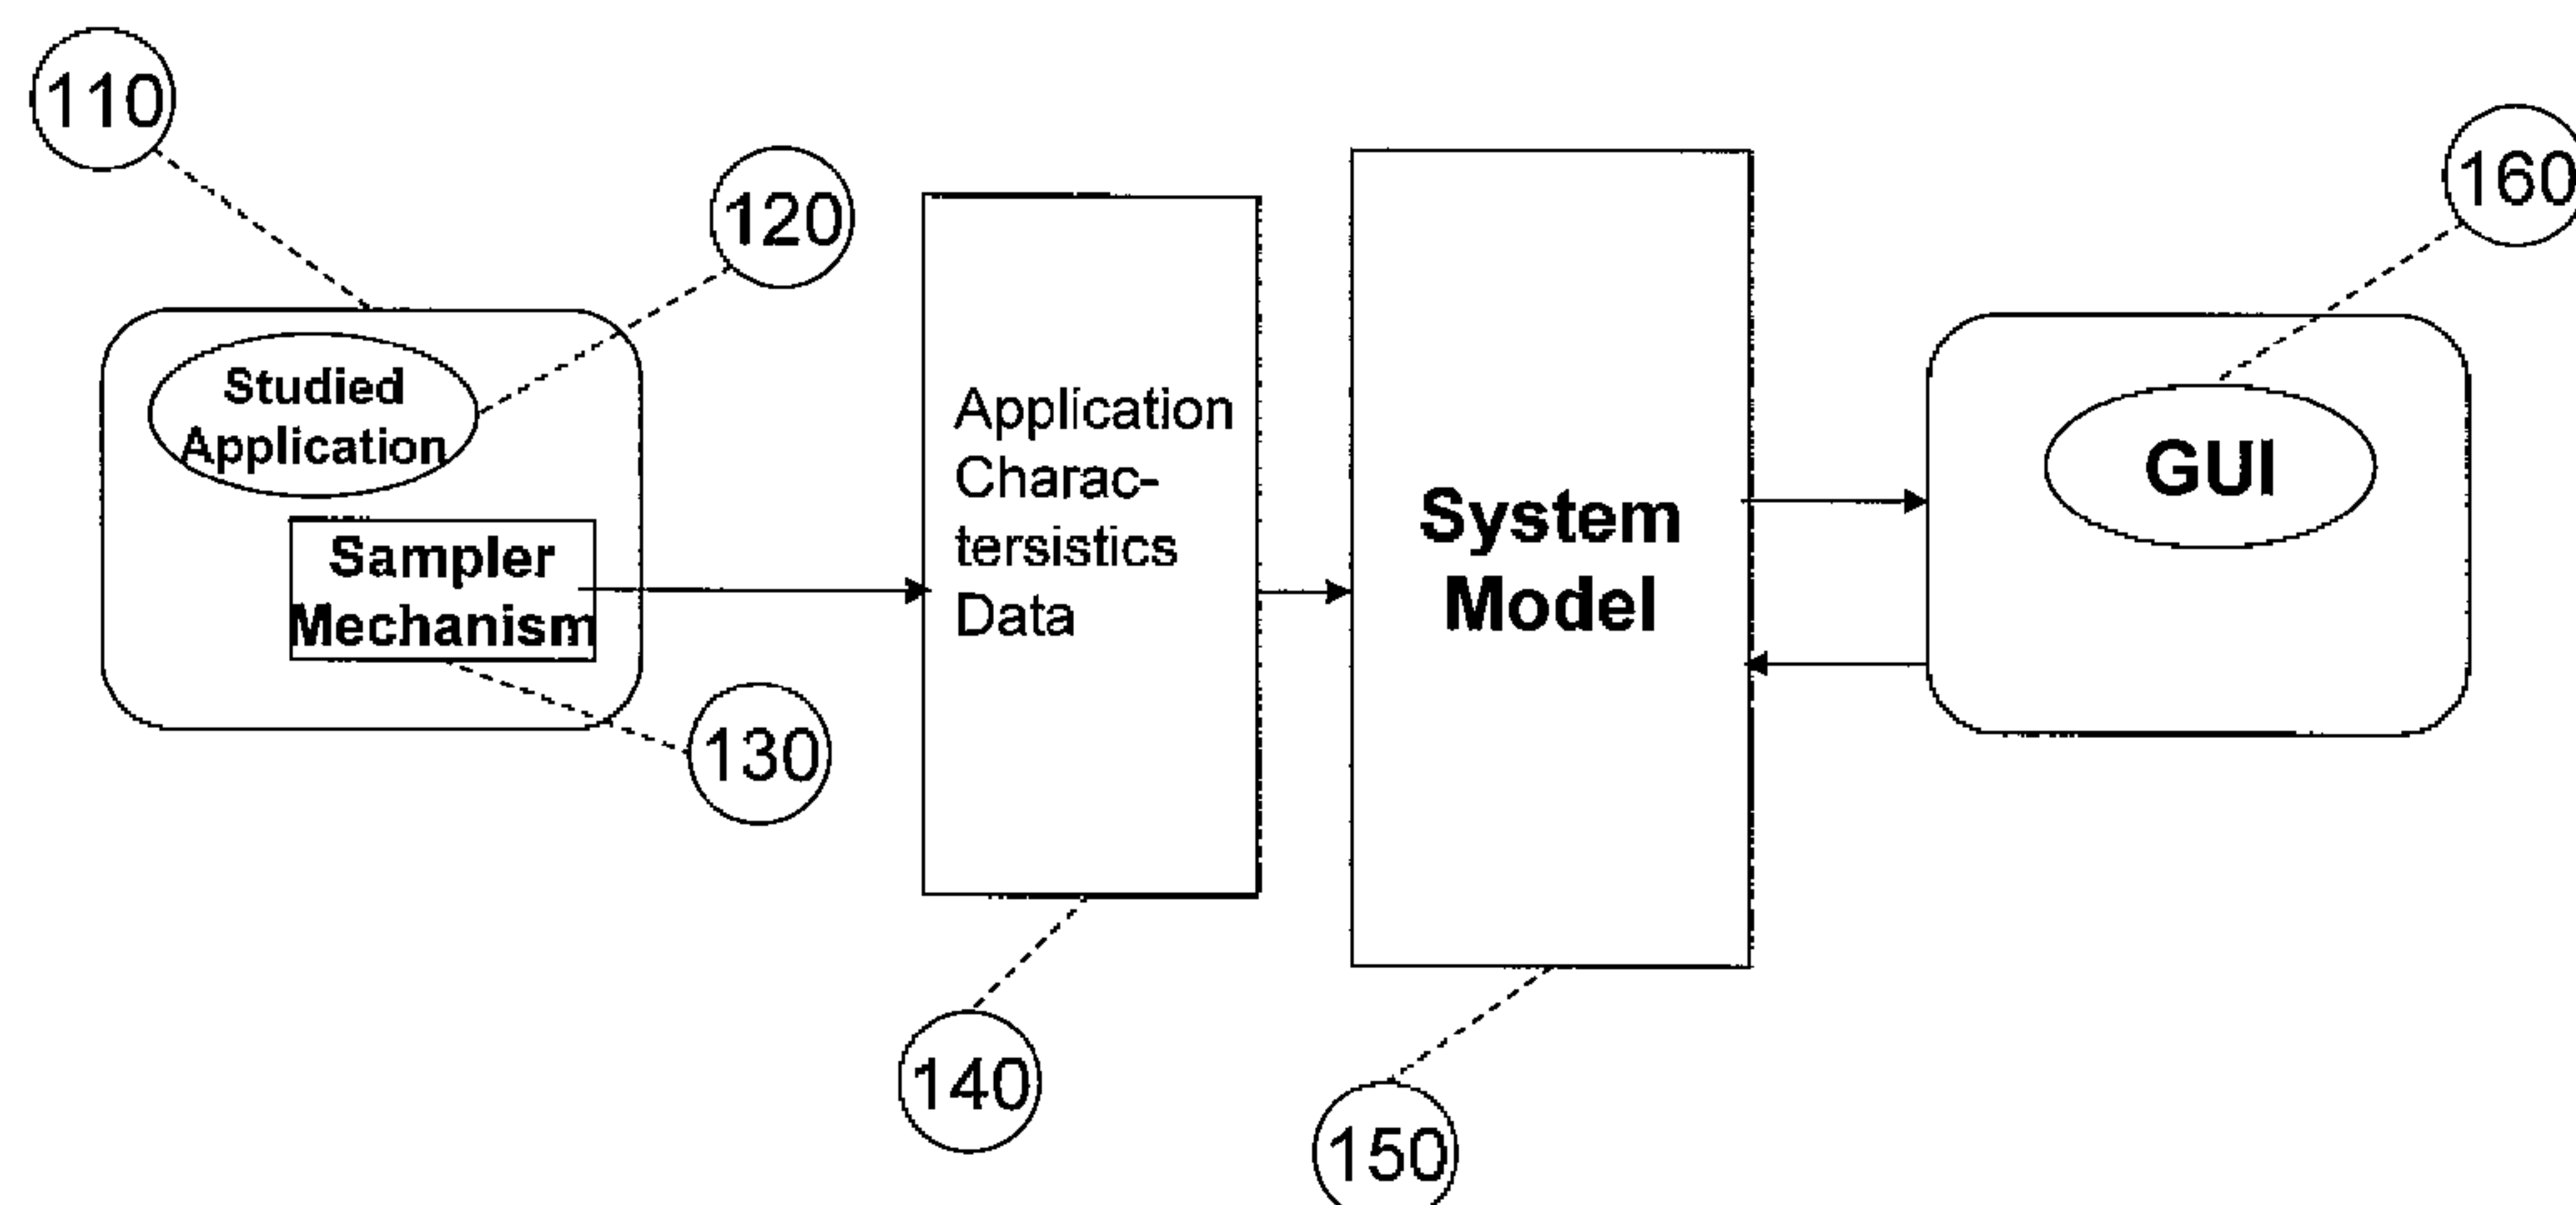 110
120
160
Studied
Application
Sampler
Mechanism
130
Application
Charac-
tersistics
Data
140
System
Model
150
GUI